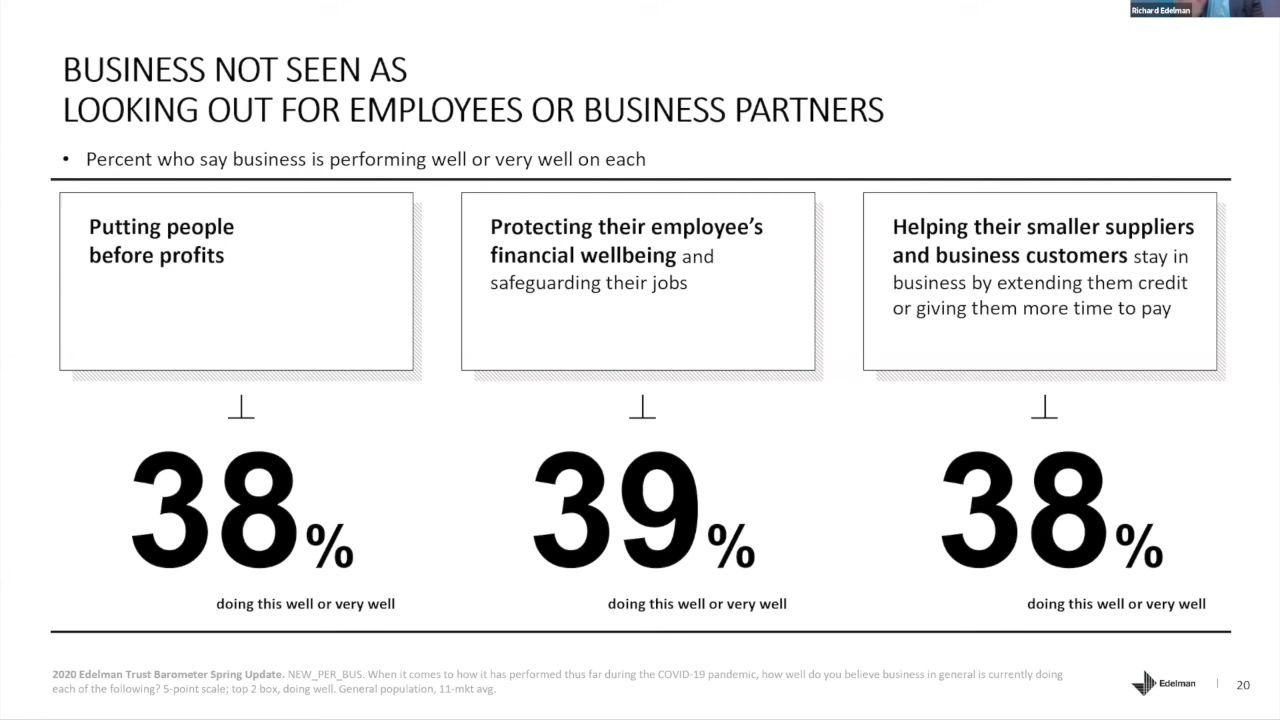 Richard Edelman
BUSINESS NOT SEEN AS
LOOKING OUT FOR EMPLOYEES OR BUSINESS PARTNERS
• Percent who say business is performing well or very well on each
Putting people
before profits
Protecting their employee’s
financial wellbeing and
safeguarding their jobs
Helping their smaller suppliers
and business customers stay in
business by extending them credit
or giving them more time to pay
38%
39%
38%
doing this well or very well
doing this well or very well
doing this well or very well
2020 Edelman Trust Barometer Spring Update. NEW_PER_BUS. When it comes to how it has performed thus far during the COVID-19 pandemic, how well do you believe business in general is currently doing
each of the following? 5-point scale; top 2 box, doing well. General population, 11-mkt avg.
Edelman
20